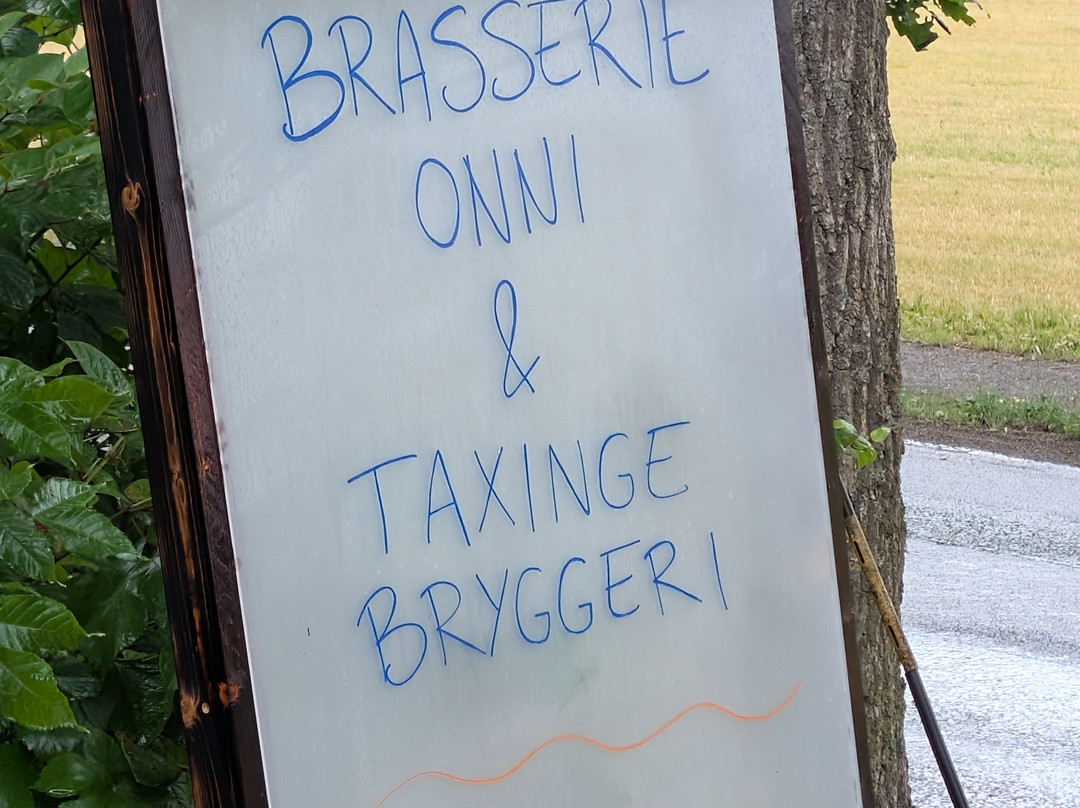 BRASSERIE
ONNI
&
TAXINGE
BRYGGERI